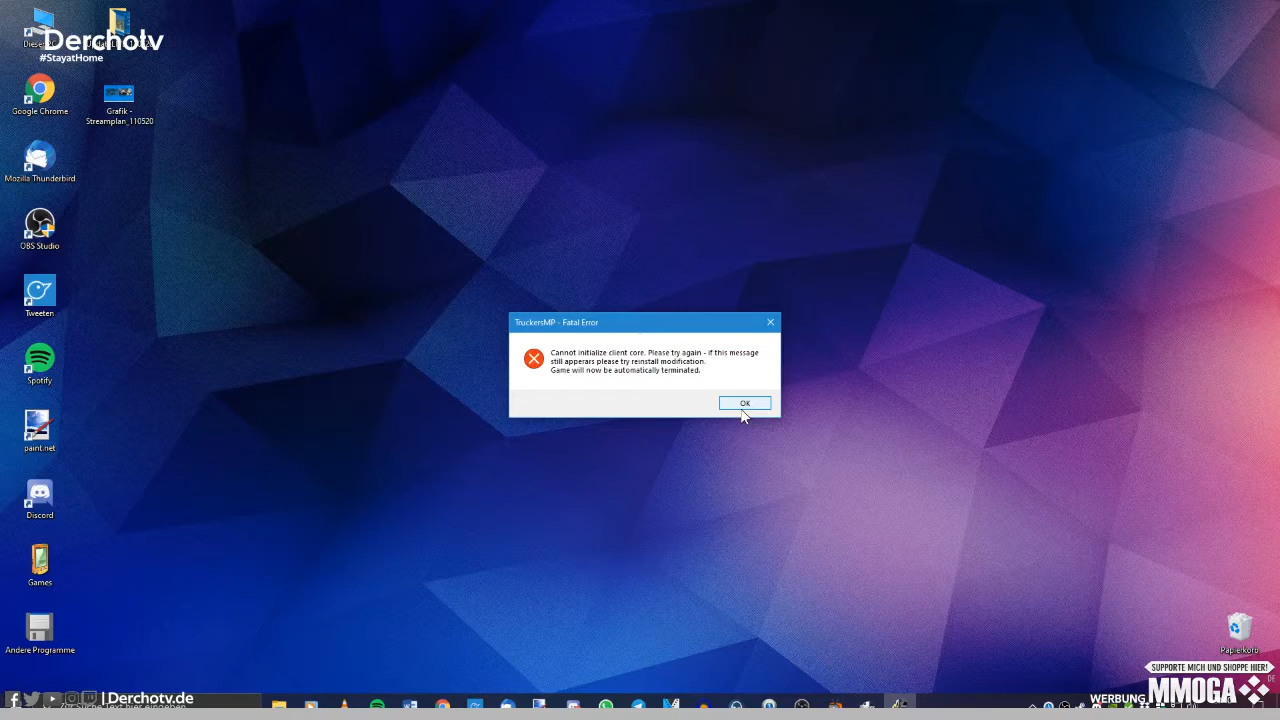 Derchotv
#StayatHome
Google Chrome
Grafik -
Streamplan_110520
Mozilla Thunderbird
OBS Studio
Tweeten
TruckersMP - Fatal Error
Cannot initialize client core. Please try again - if this message
still apperars please try reinstall modification.
Game will now be automatically terminated.
OK
Spotify
paint.net
Discord
Games
Andere Programme
Papierkorb
SUPPORTE MICH UND SHOPPE HIER!
| Derchotv.de
WERBUNG
MMOGA
DE